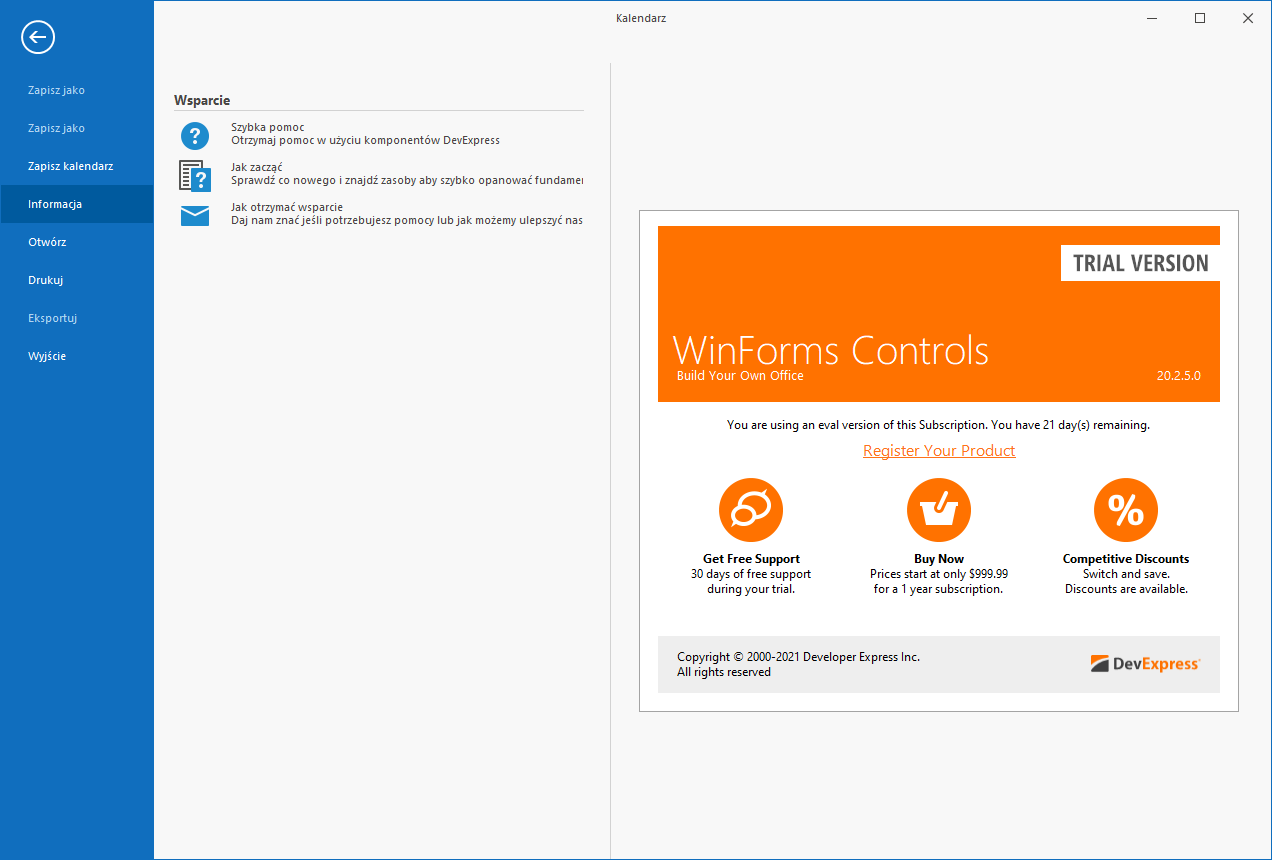 Kalendarz
Zapisz jako
Zapisz jako
Zapisz kalendarz
Informacja
Otwórz
Drukuj
Eksportuj
Wyjście
Wsparcie
?
Szybka pomoc
Otrzymaj pomoc w użyciu komponentów DevExpress
?
Jak zacząć
Sprawdź co nowego i znajdź zasoby aby szybko opanować fundamen
Jak otrzymać wsparcie
Daj nam znać jeśli potrzebujesz pomocy lub jak możemy ulepszyć nas
TRIAL VERSION
WinForms Controls
Build Your Own Office
20.2.5.0
You are using an eval version of this Subscription. You have 21 day(s) remaining.
Register Your Product
%
Get Free Support
30 days of free support
during your trial.
Buy Now
Prices start at only $999.99
for a 1 year subscription.
Competitive Discounts
Switch and save.
Discounts are available.
Copyright © 2000-2021 Developer Express Inc.
All rights reserved
DevExpress